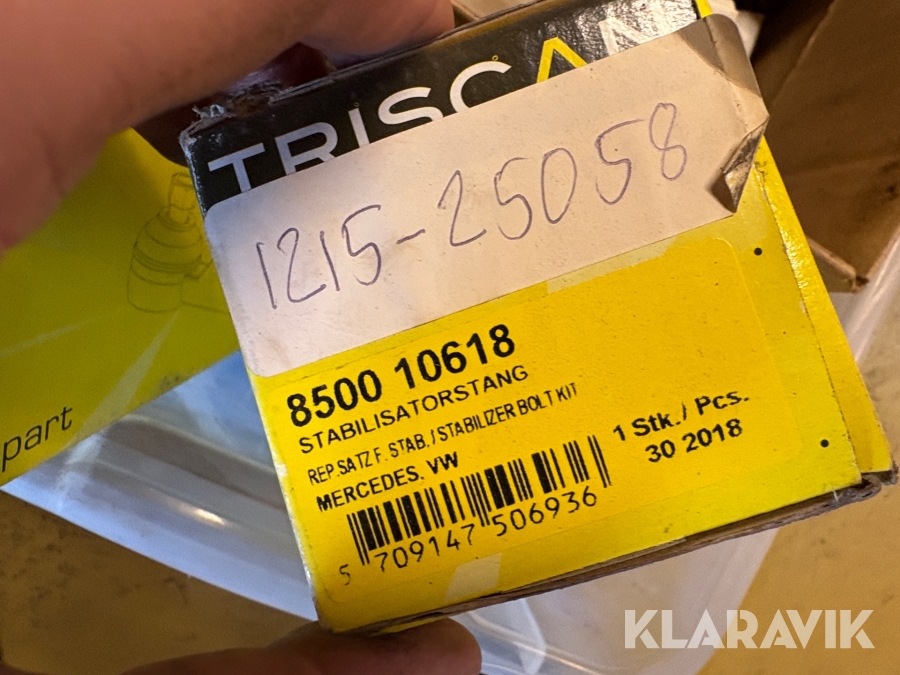 TRISCAN
1215-25058
8500 10618
STABILISATORSTANG
REP.SATZ F. STAB. / STABILIZER BOLT KIT
MERCEDES, VW
1 Stk. / Pcs.
30 2018
5 709147 506936
part
KLARAVIK